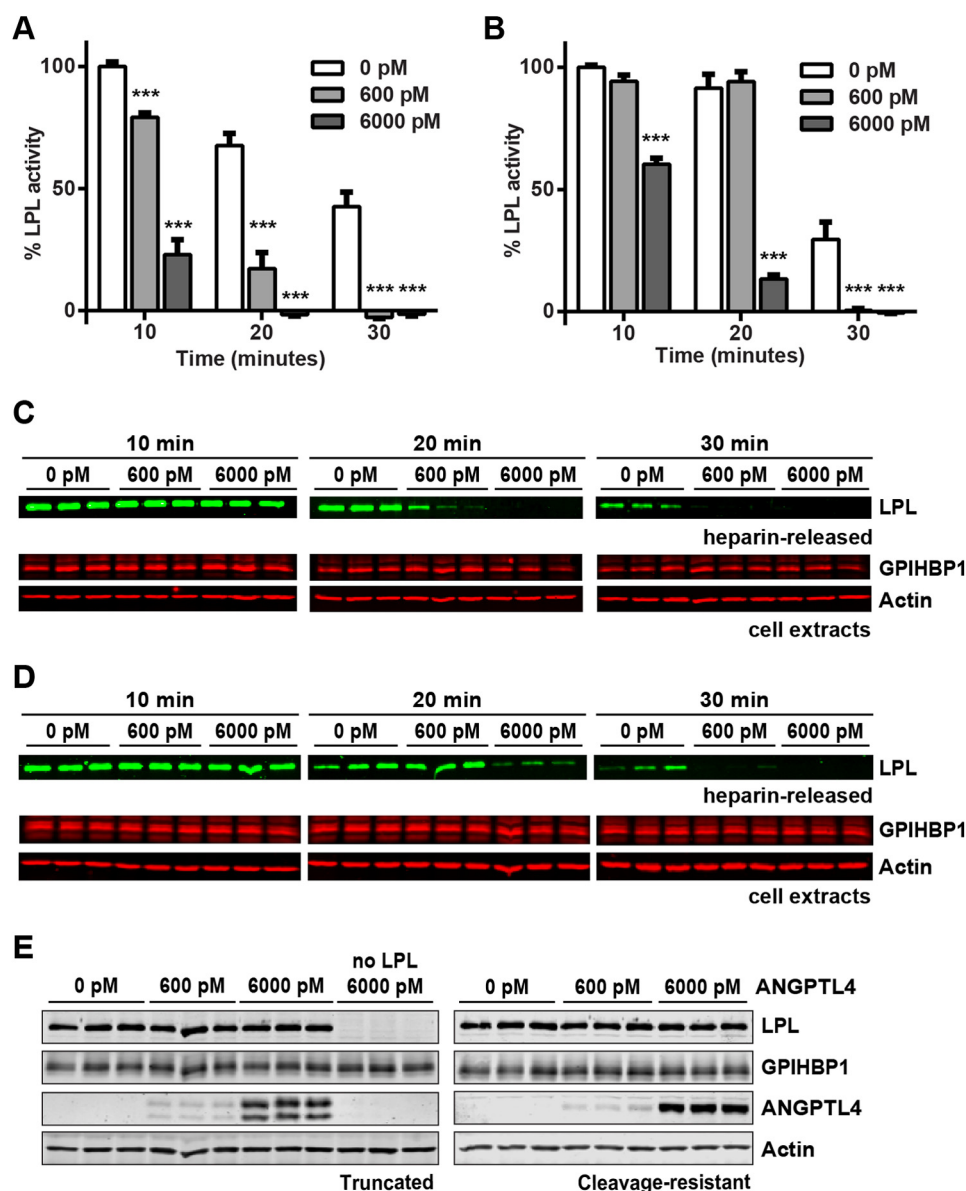 A
B
100
50
0
% LPL activity
0 pM
600 pM
6000 pM
***
***
***
***
*** ***
10 20 30
Time (minutes)
100
50
0
% LPL activity
0 pM
600 pM
6000 pM
***
***
*** ***
10 20 30
Time (minutes)
C
10 min 20 min 30 min
0 pM 600 pM 6000 pM 0 pM 600 pM 6000 pM 0 pM 600 pM 6000 pM
LPL
heparin-released
GPIHBP1
Actin
cell extracts
D
10 min 20 min 30 min
0 pM 600 pM 6000 pM 0 pM 600 pM 6000 pM 0 pM 600 pM 6000 pM
LPL
heparin-released
GPIHBP1
Actin
cell extracts
E
no LPL
0 pM 600 pM 6000 pM 6000 pM 0 pM 600 pM 6000 pM ANGPTL4
LPL
GPIHBP1
ANGPTL4
Actin
Truncated Cleavage-resistant